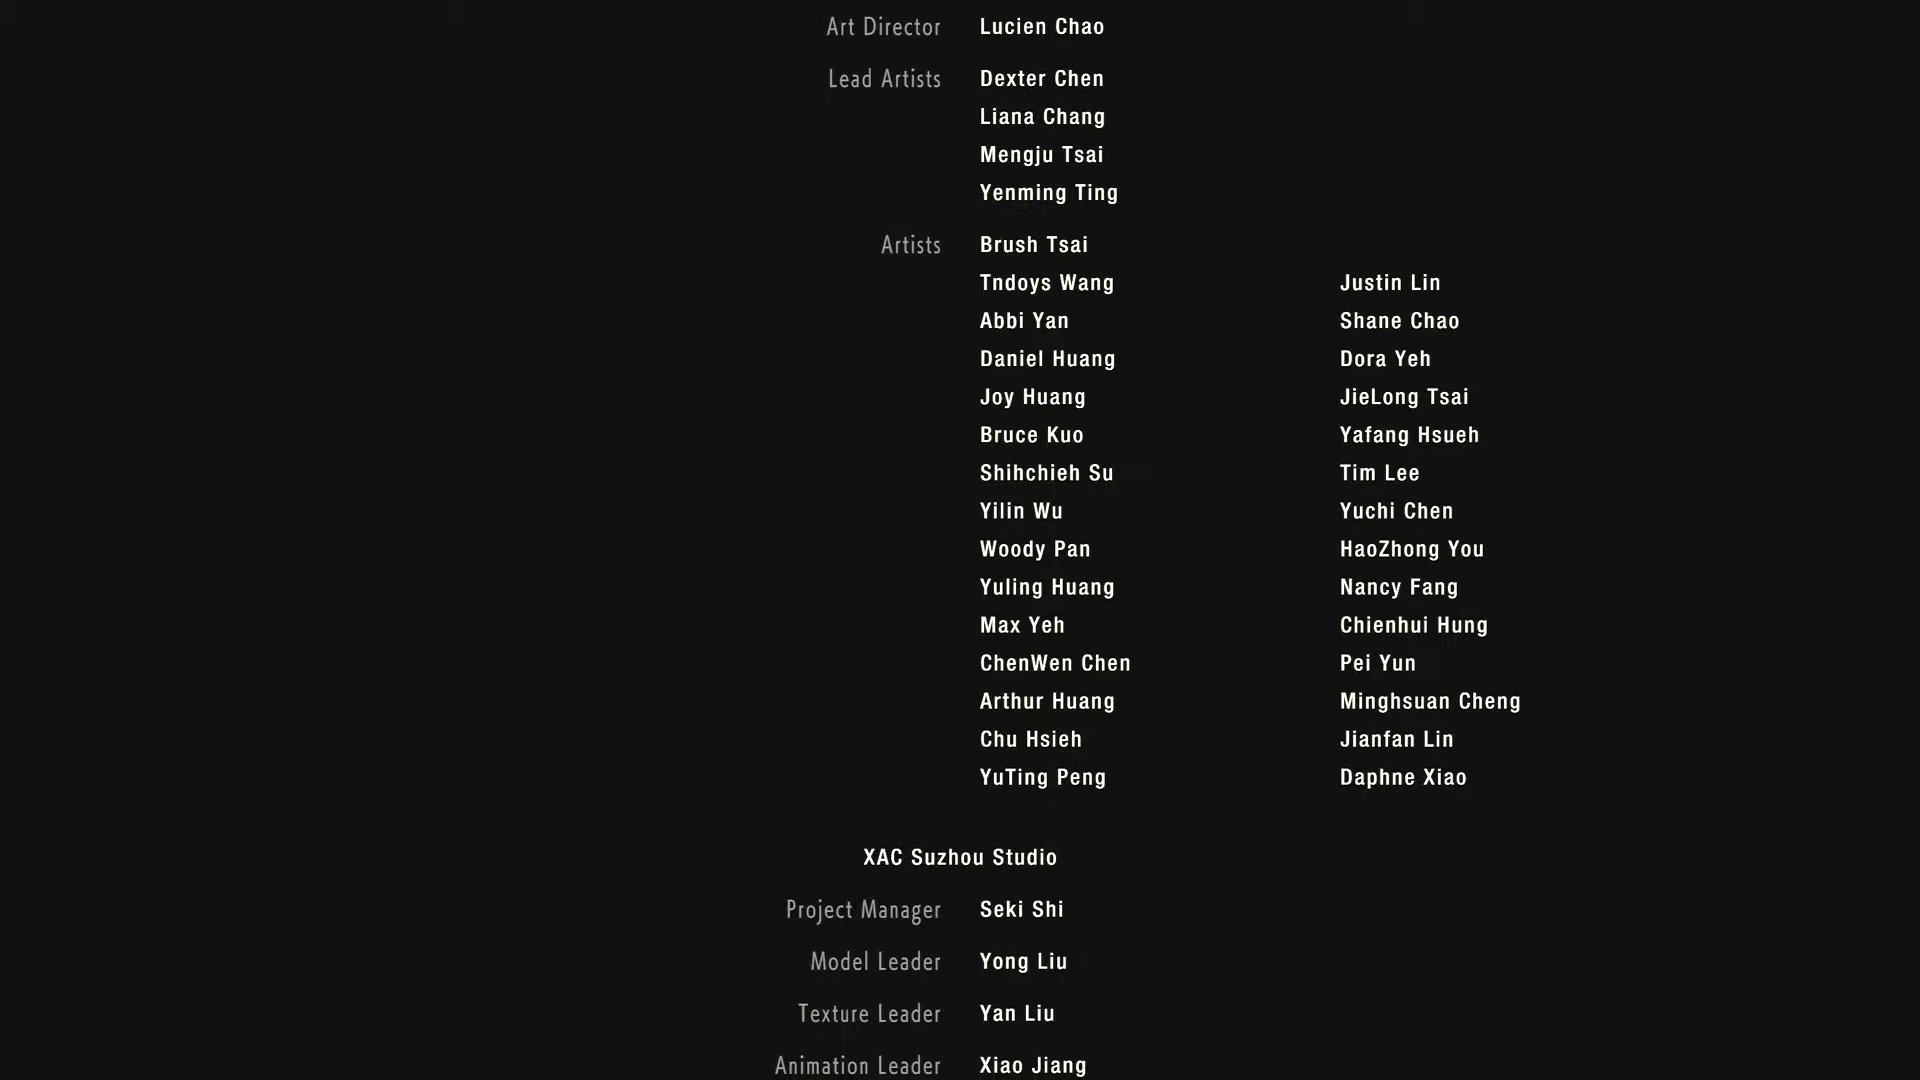 Art Director Lucien Chao
Lead Artists Dexter Chen
Liana Chang
Mengju Tsai
Yenming Ting
Artists Brush Tsai
Tndoys Wang Justin Lin
Abbi Yan Shane Chao
Daniel Huang Dora Yeh
Joy Huang JieLong Tsai
Bruce Kuo Yafang Hsueh
Shihchieh Su Tim Lee
Yilin Wu Yuchi Chen
Woody Pan HaoZhong You
Yuling Huang Nancy Fang
Max Yeh Chienhui Hung
ChenWen Chen Pei Yun
Arthur Huang Minghsuan Cheng
Chu Hsieh Jianfan Lin
YuTing Peng Daphne Xiao
XAC Suzhou Studio
Project Manager Seki Shi
Model Leader Yong Liu
Texture Leader Yan Liu
Animation Leader Xiao Jiang